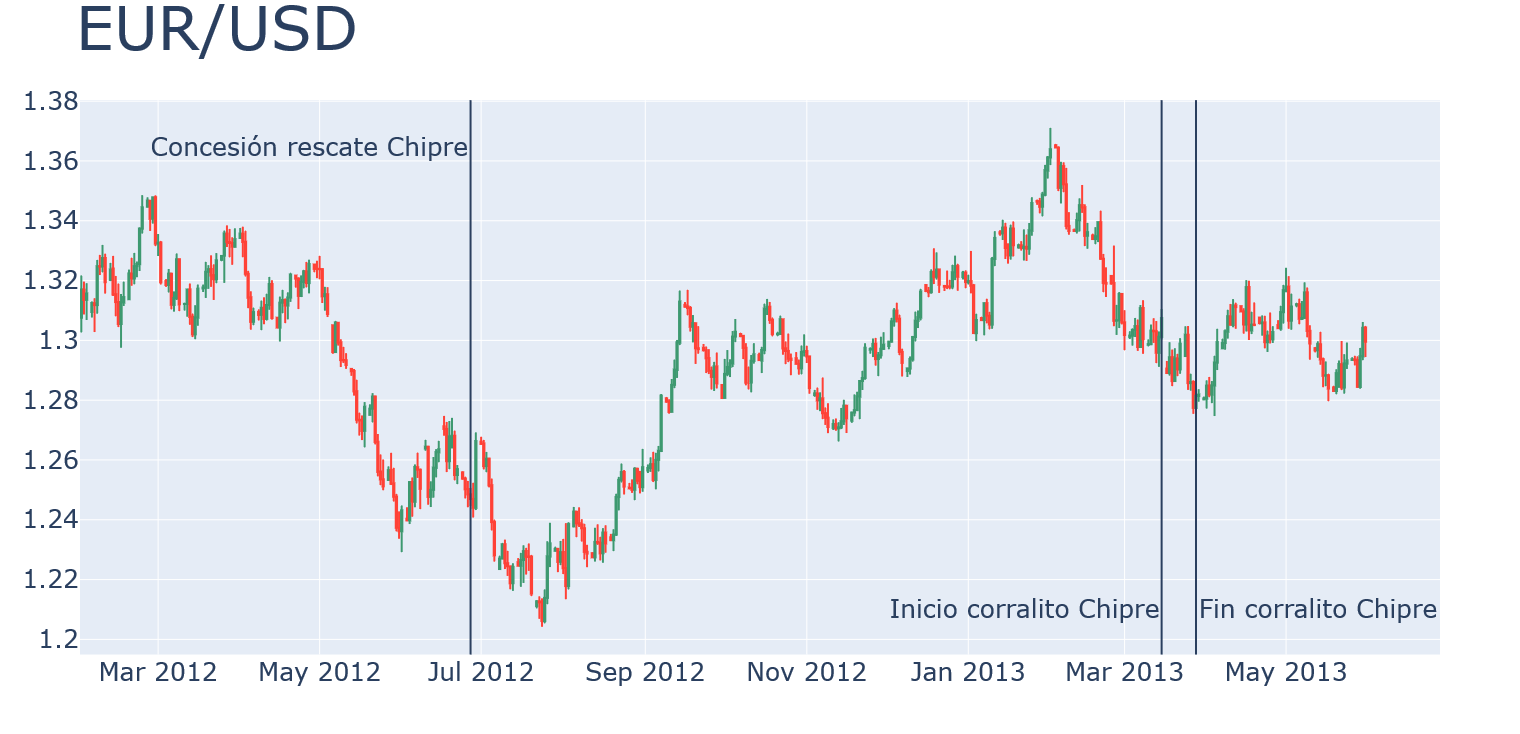 EUR/USD
1.38
Concesión rescate Chipre
1.36
1.34
1.32
1.3
1.28
1.26
1.24
1.22
Inicio corralito Chipre
Fin corralito Chipre
1.2
Mar 2012
May 2012
Jul 2012
Sep 2012
Nov 2012
Jan 2013
Mar 2013
May 2013